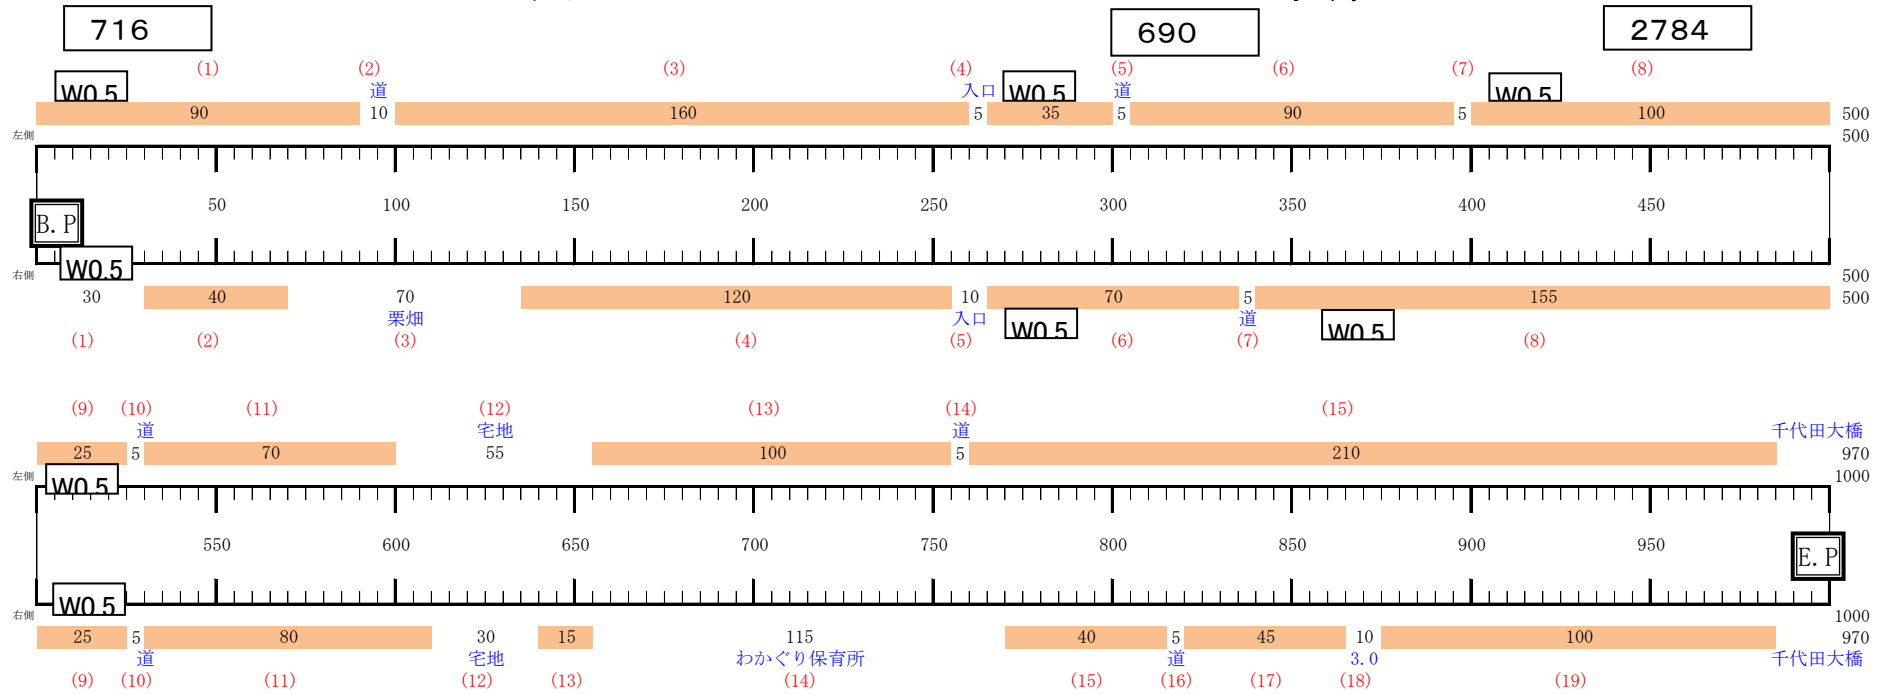 716 690 2784
(1) (2) (3) (4) (5) (6) (7) (8)
W0.5 道 入口 W0.5 道 W0.5
90 10 160 5 35 5 90 5 100 500
左側 500
50 100 150 200 250 300 350 400 450
B.P
右側 W0.5 500
30 40 70 120 10 70 5 155 500
栗畑 入口 W0.5 道 W0.5
(1) (2) (3) (4) (5) (6) (7) (8)
(9) (10) (11) (12) (13) (14) (15)
道 宅地 道 千代田大橋
25 5 70 55 100 5 210 970
左側 W0.5 1000
550 600 650 700 750 800 850 900 950
E.P
右側 W0.5 1000
25 5 80 30 15 115 40 5 45 10 100 970
道 宅地 わかぐり保育所 道 3.0 千代田大橋
(9) (10) (11) (12) (13) (14) (15) (16) (17) (18) (19)